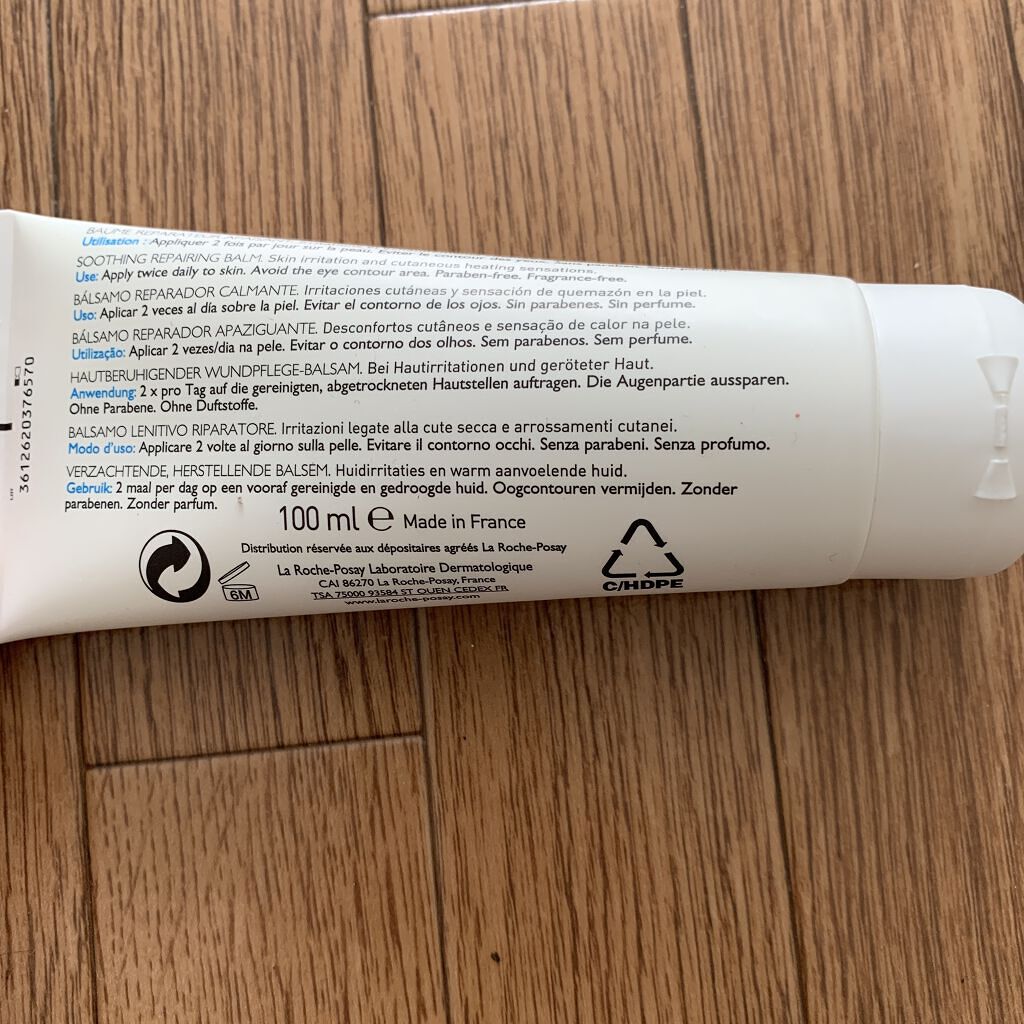 BAUME REPARATEUR
Utilisation : Appliquer 2 fois par jour sur la peau. Eviter le contour des yeux.
SOOTHING REPAIRING BALM. Skin irritation and cutaneous heating sensations.
Use: Apply twice daily to skin. Avoid the eye contour area. Paraben-free. Fragrance-free.
BÁLSAMO REPARADOR CALMANTE. Irritaciones cutáneas y sensación de quemazón en la piel.
Uso: Aplicar 2 veces al día sobre la piel. Evitar el contorno de los ojos. Sin parabenes. Sin perfume.
BÁLSAMO REPARADOR APAZIGUANTE. Desconfortos cutâneos e sensação de calor na pele.
Utilização: Aplicar 2 vezes/dia na pele. Evitar o contorno dos olhos. Sem parabenos. Sem perfume.
HAUTBERUHIGENDER WUNDPFLEGE-BALSAM. Bei Hautirritationen und geröteter Haut.
Anwendung: 2 x pro Tag auf die gereinigten, abgetrockneten Hautstellen auftragen. Die Augenpartie aussparen.
Ohne Parabene. Ohne Duftstoffe.
BALSAMO LENITIVO RIPARATORE. Irritazioni legate alla cute secca e arrossamenti cutanei.
Modo d'uso: Applicare 2 volte al giorno sulla pelle. Evitare il contorno occhi. Senza parabeni. Senza profumo.
VERZACHTENDE, HERSTELLENDE BALSEM. Huidirritaties en warm aanvoelende huid.
Gebruik: 2 maal per dag op een vooraf gereinigde en gedroogde huid. Oogcontouren vermijden. Zonder
parabenen. Zonder parfum.
100 ml e Made in France
Distribution réservée aux dépositaires agréés La Roche-Posay
La Roche-Posay Laboratoire Dermatologique
CAI 86270 La Roche-Posay, France
TSA 75000 93584 ST OUEN CEDEX FR
www.laroche-posay.com
6M
C/HDPE
3612620376570